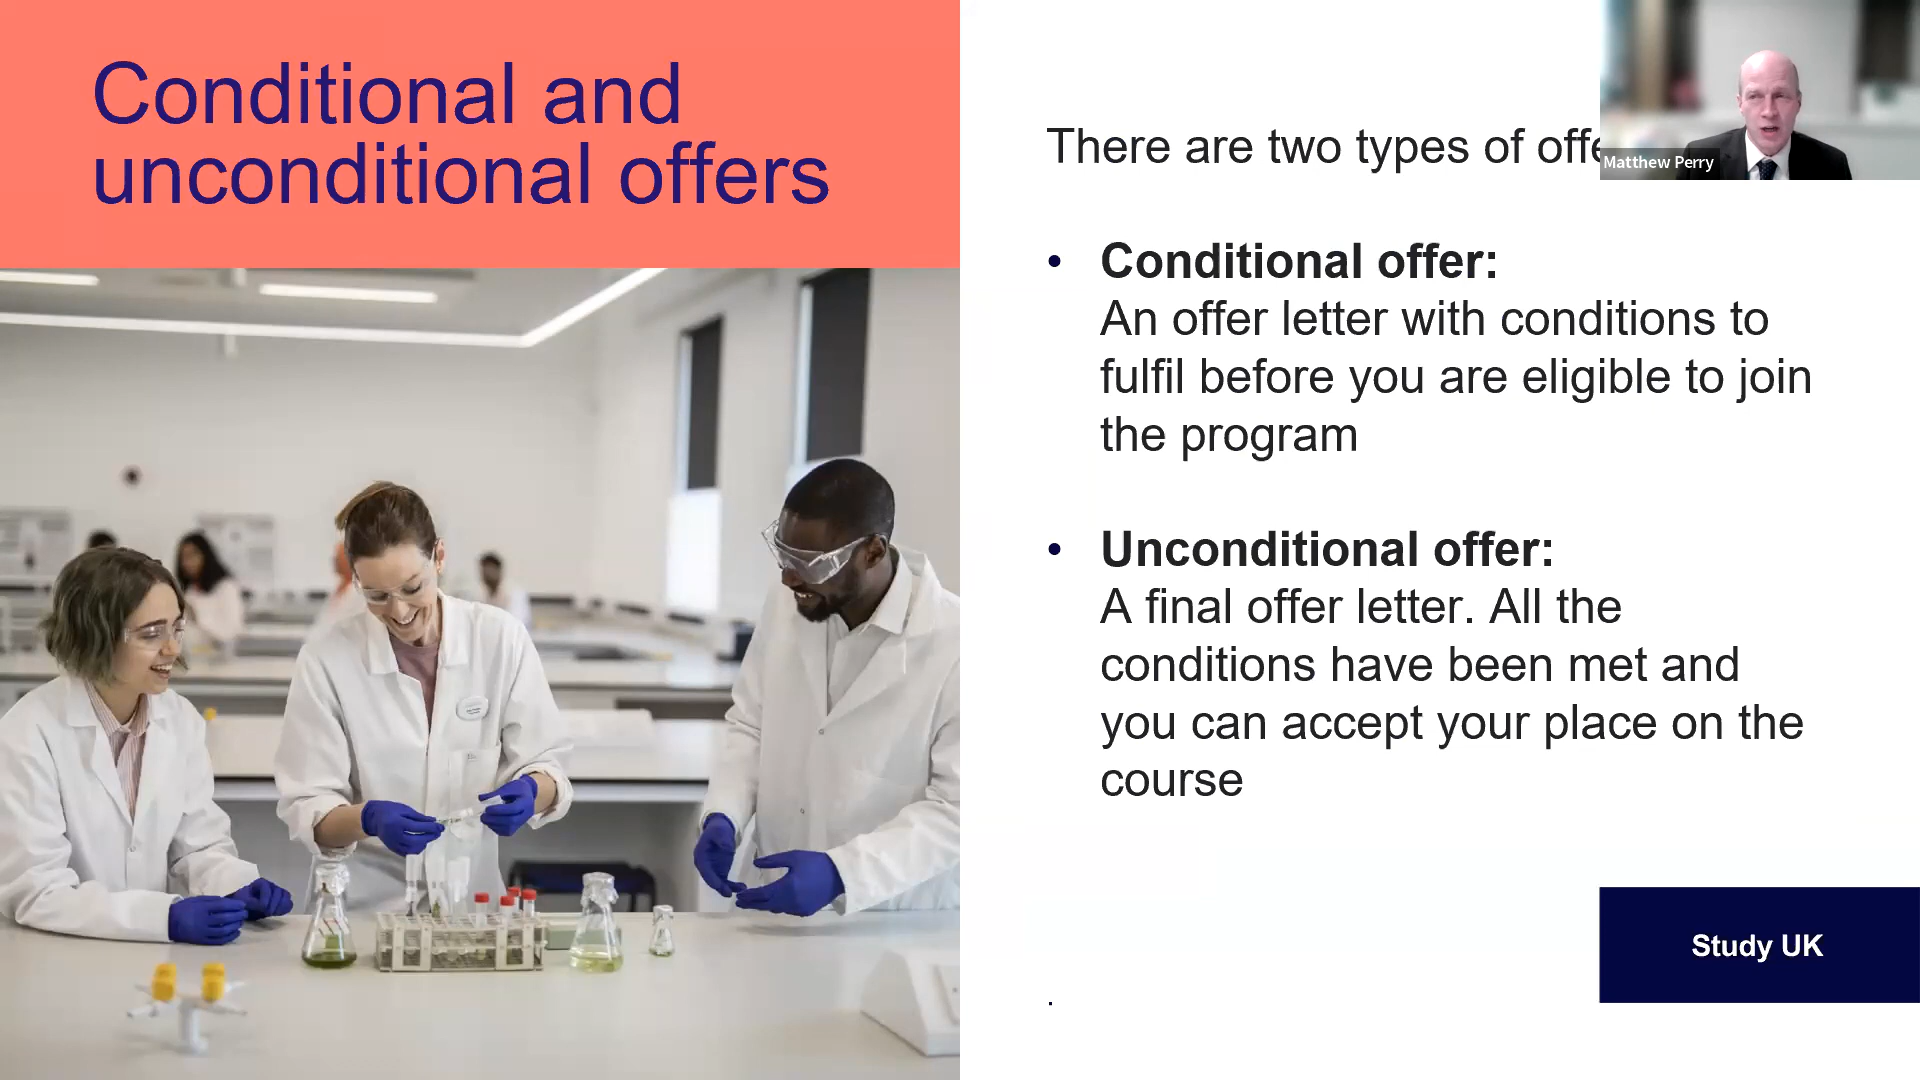 Conditional and
unconditional offers
There are two types of
Matthew Perry
• Conditional offer:
An offer letter with conditions to
fulfil before you are eligible to join
the program
• Unconditional offer:
A final offer letter. All the
conditions have been met and
you can accept your place on the
course
Study UK
.